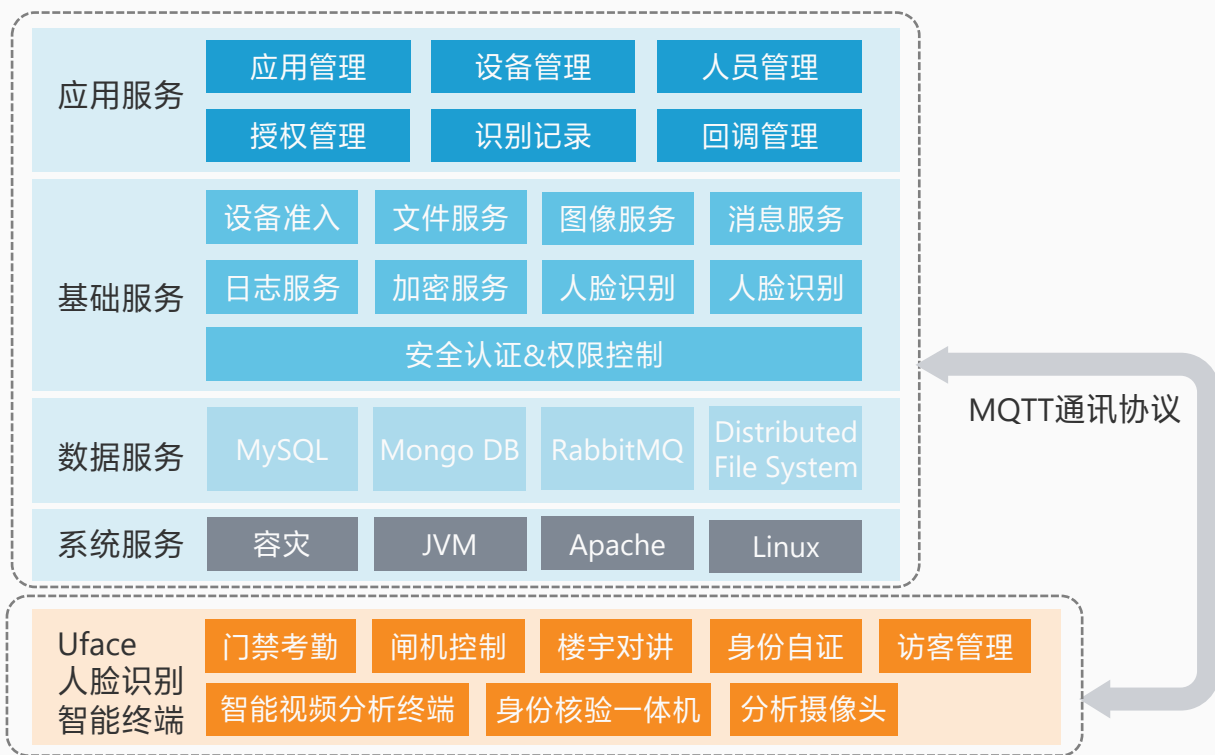 应用服务
应用管理 设备管理 人员管理
授权管理 识别记录 回调管理
基础服务
设备准入 文件服务 图像服务 消息服务
日志服务 加密服务 人脸识别 人脸识别
安全认证&权限控制
数据服务
MySQL Mongo DB RabbitMQ Distributed
File System
系统服务 容灾 JVM Apache Linux
MQTT通讯协议
Uface
人脸识别
智能终端
门禁考勤 闸机控制 楼宇对讲 身份自证 访客管理
智能视频分析终端 身份核验一体机 分析摄像头